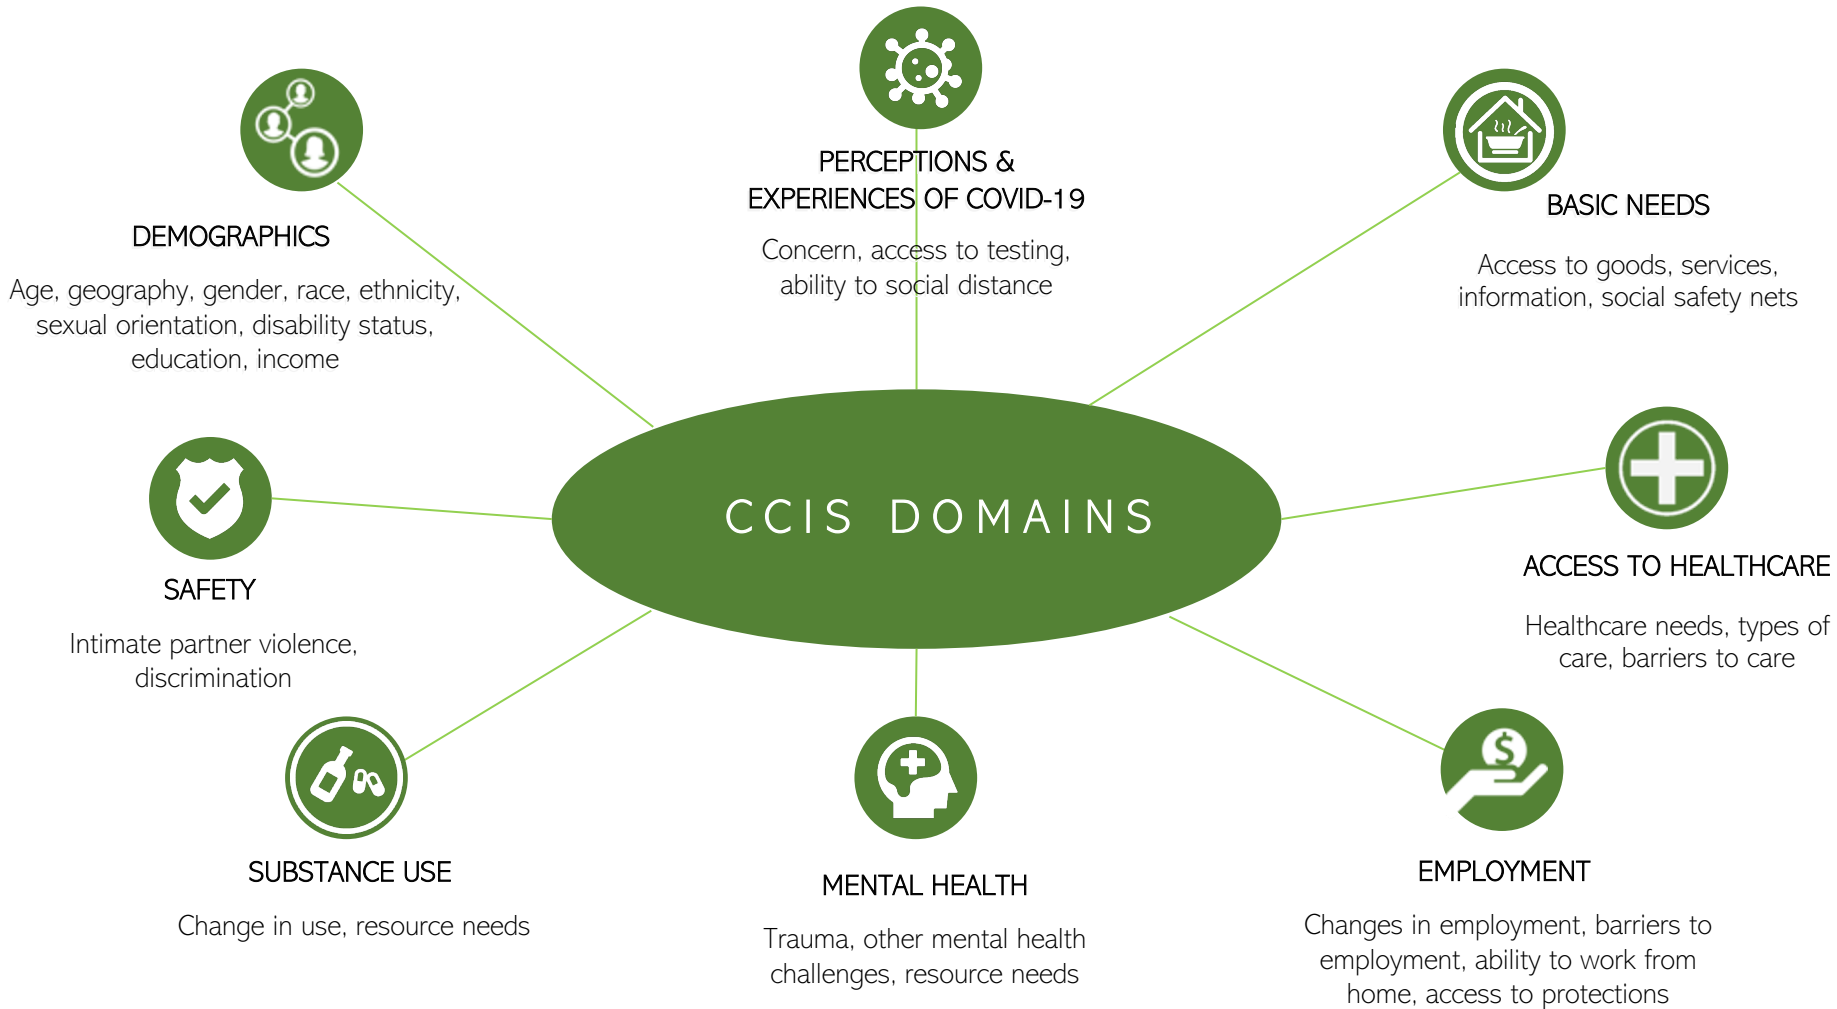 PERCEPTIONS &
EXPERIENCES OF COVID-19
Concern, access to testing,
ability to social distance
DEMOGRAPHICS
Age, geography, gender, race, ethnicity,
sexual orientation, disability status,
education, income
BASIC NEEDS
Access to goods, services,
information, social safety nets
CCIS DOMAINS
SAFETY
Intimate partner violence,
discrimination
ACCESS TO HEALTHCARE
Healthcare needs, types of
care, barriers to care
SUBSTANCE USE
Change in use, resource needs
MENTAL HEALTH
Trauma, other mental health
challenges, resource needs
$
EMPLOYMENT
Changes in employment, barriers to
employment, ability to work from
home, access to protections